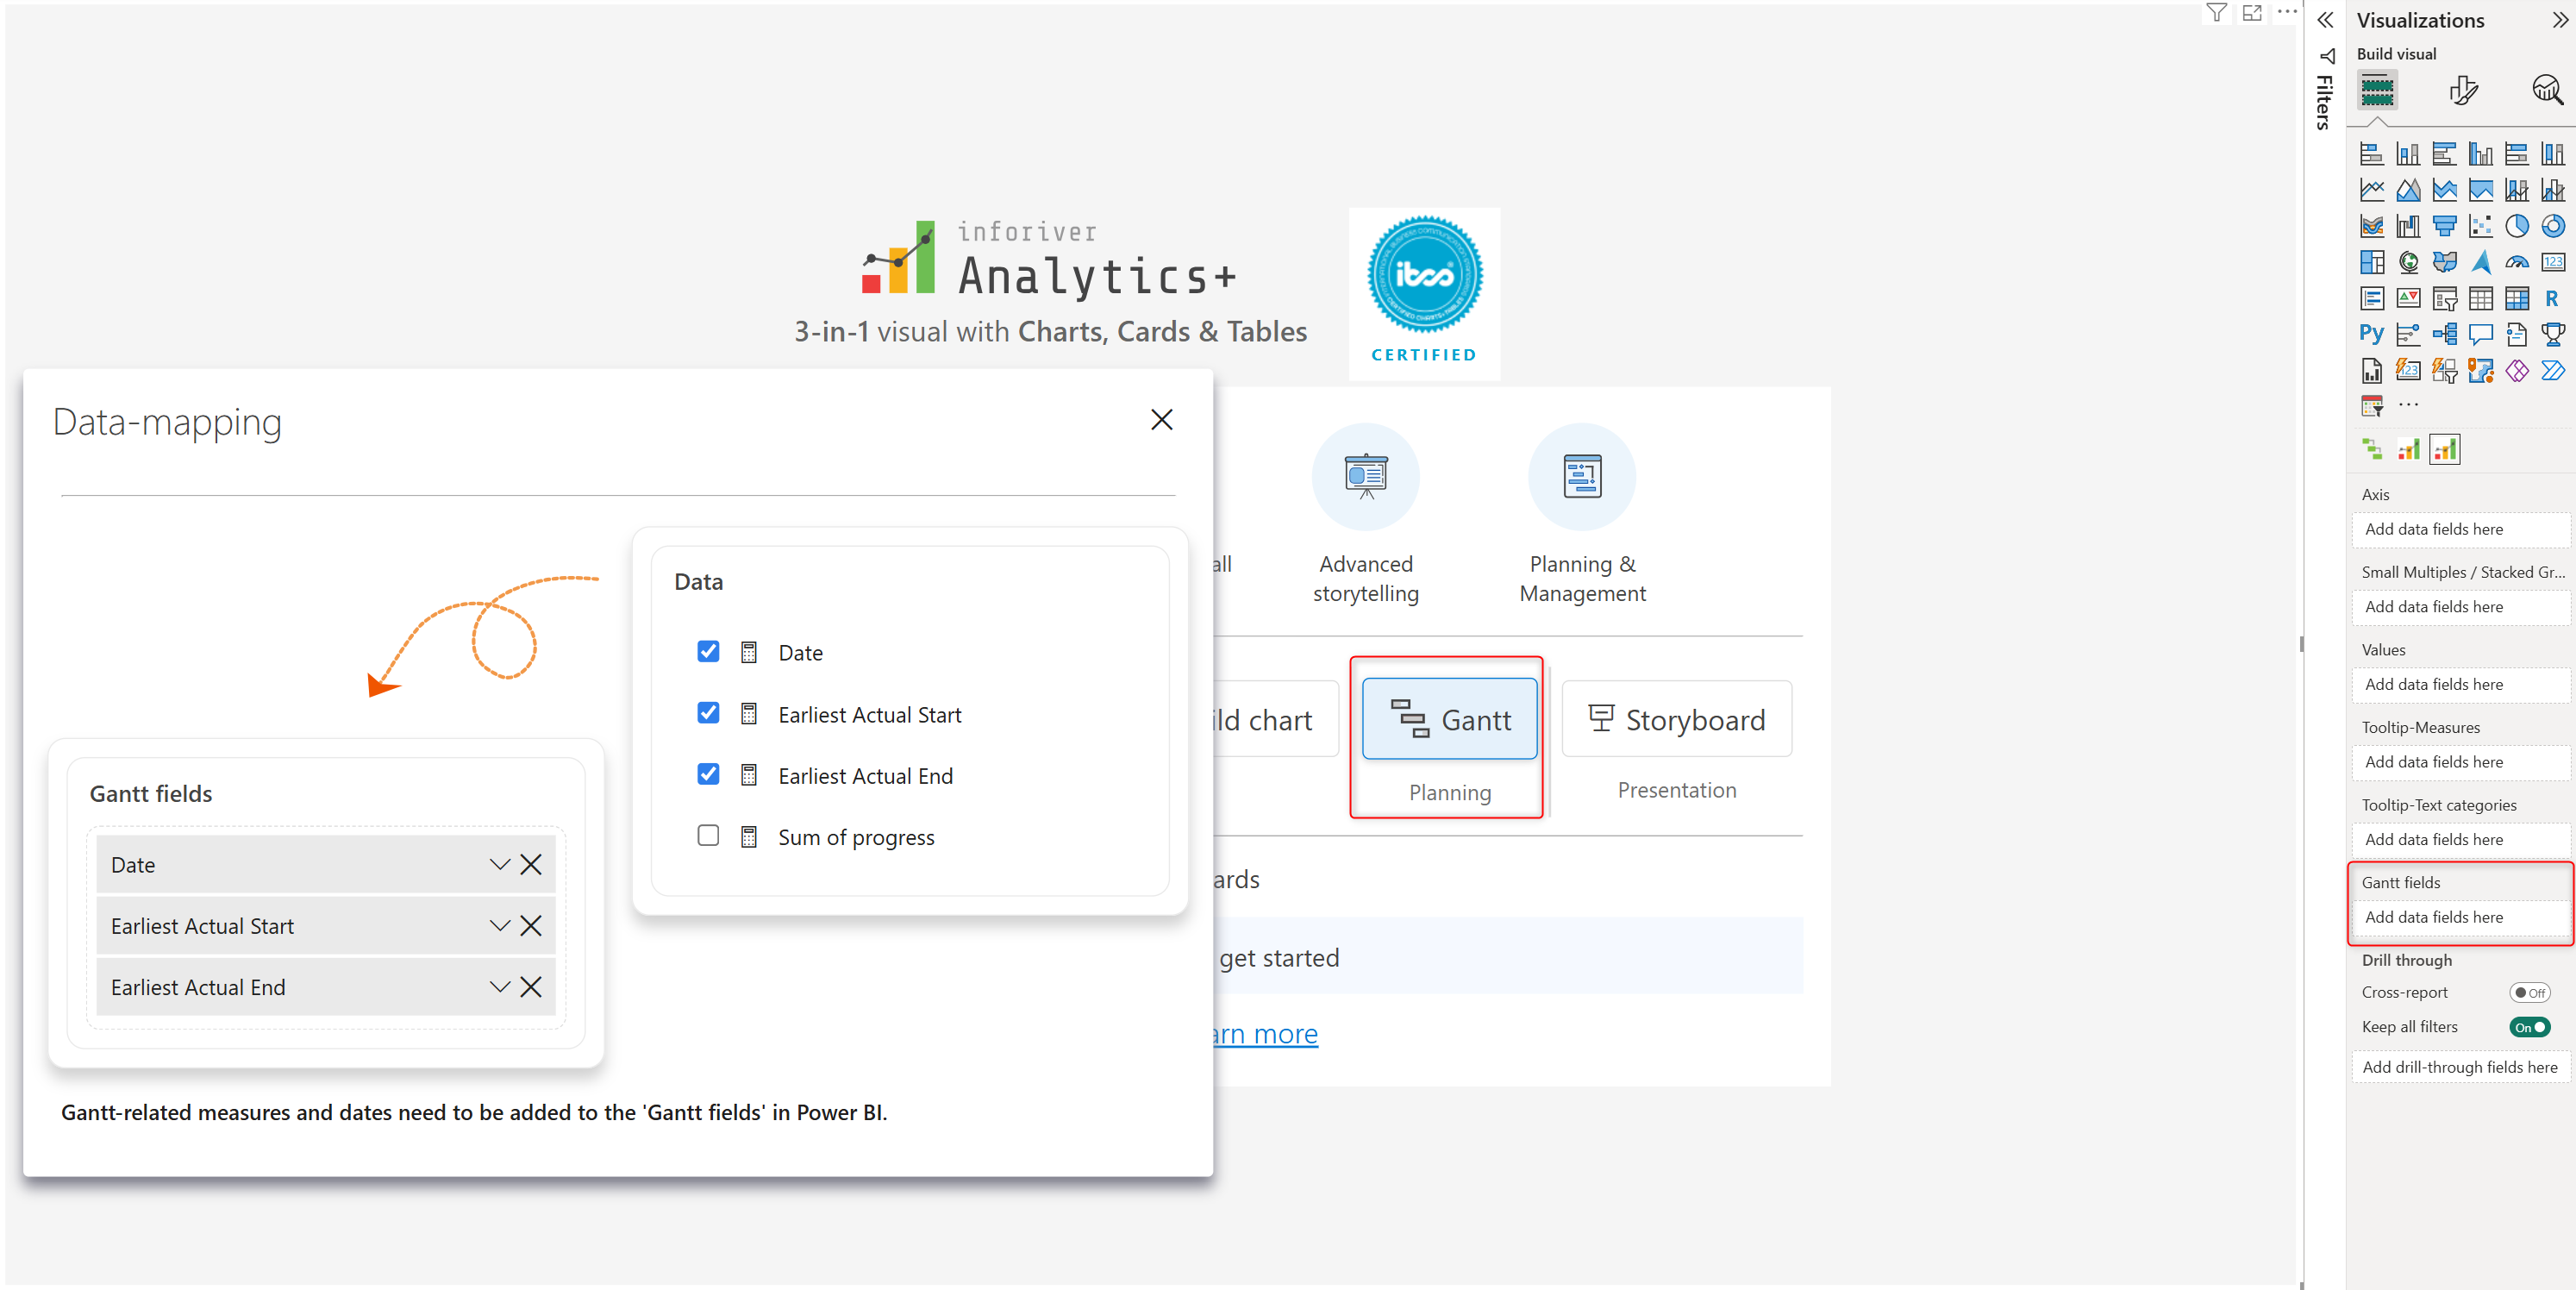 inforiver
Analytics+
3-in-1 visual with Charts, Cards & Tables
ibcs
CERTIFIED
Data-mapping
Data
Date
Earliest Actual Start
Earliest Actual End
Sum of progress
Gantt fields
Date
Earliest Actual Start
Earliest Actual End
Gantt-related measures and dates need to be added to the 'Gantt fields' in Power BI.
all
Advanced
storytelling
Planning &
Management
ild chart
Gantt
Planning
Storyboard
Presentation
ards
get started
arn more
Filters
Visualizations
Build visual
123
R
Py
123
Axis
Add data fields here
Small Multiples / Stacked Gr...
Add data fields here
Values
Add data fields here
Tooltip-Measures
Add data fields here
Tooltip-Text categories
Add data fields here
Gantt fields
Add data fields here
Drill through
Cross-report
Off
Keep all filters
On
Add drill-through fields here